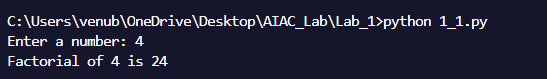 C:\Users\venub\OneDrive\Desktop\AIAC_Lab\Lab_1>python 1_1.py
Enter a number: 4
Factorial of 4 is 24